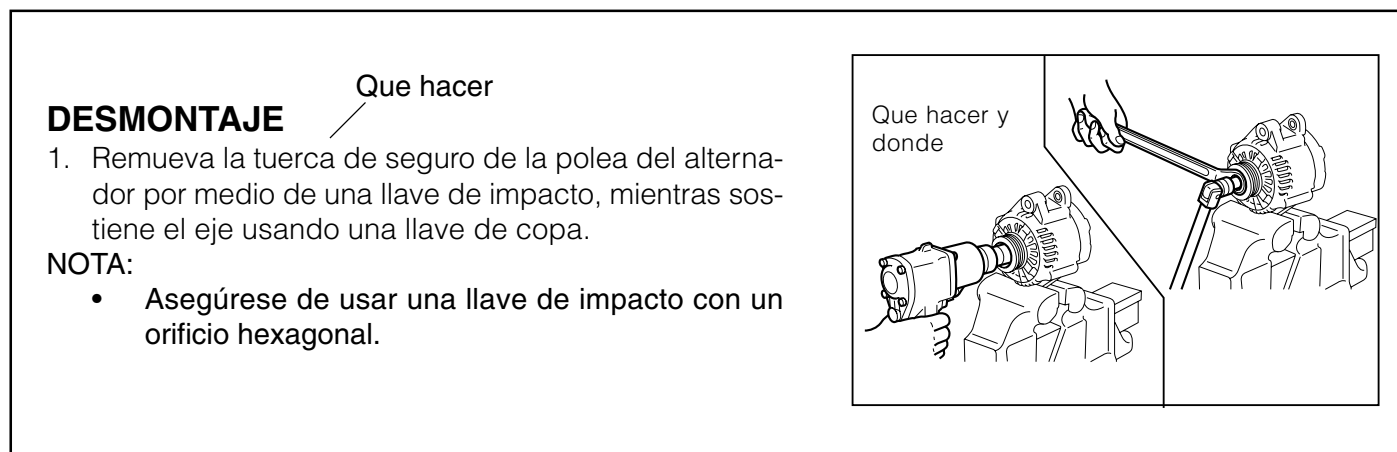 Que hacer
DESMONTAJE
1. Remueva la tuerca de seguro de la polea del alterna-
dor por medio de una llave de impacto, mientras sos-
tiene el eje usando una llave de copa.
NOTA:
• Asegúrese de usar una llave de impacto con un
orificio hexagonal.
Que hacer y
donde